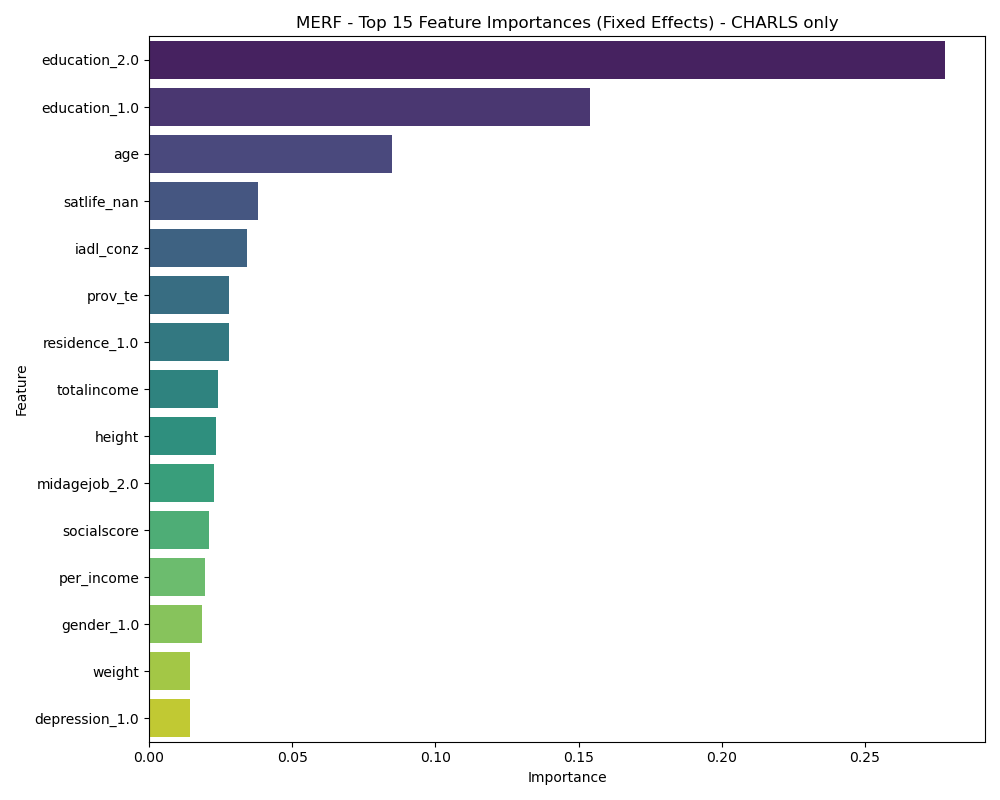 MERF - Top 15 Feature Importances (Fixed Effects) - CHARLS only
education_2.0
education_1.0
age
satlife_nan
iadl_conz
prov_te
residence_1.0
totalincome
height
midagejob_2.0
socialscore
per_income
gender_1.0
weight
depression_1.0
Feature
0.00 0.05 0.10 0.15 0.20 0.25
Importance